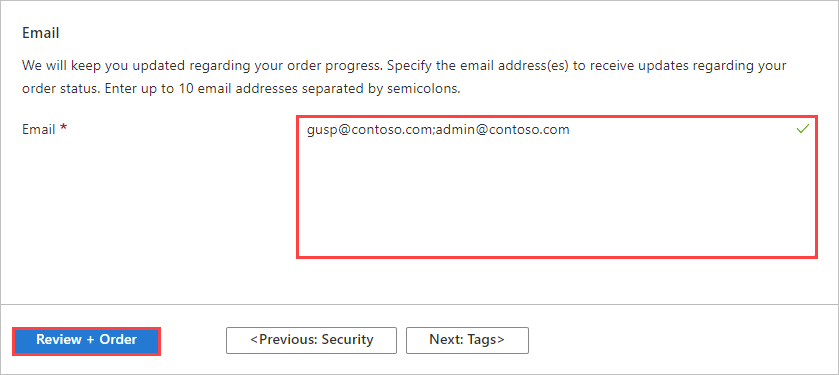 Email
We will keep you updated regarding your order progress. Specify the email address(es) to receive updates regarding your
order status. Enter up to 10 email addresses separated by semicolons.
Email *
gusp@contoso.com;admin@contoso.com
Review + Order
<Previous: Security
Next: Tags>